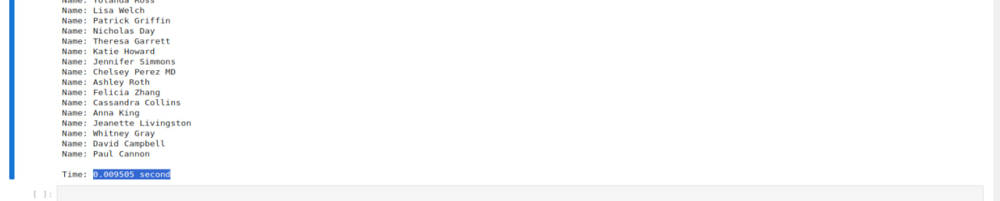 Name: Yolanda Ross
Name: Lisa Welch
Name: Patrick Griffin
Name: Nicholas Day
Name: Theresa Garrett
Name: Katie Howard
Name: Jennifer Simmons
Name: Chelsey Perez MD
Name: Ashley Roth
Name: Felicia Zhang
Name: Cassandra Collins
Name: Anna King
Name: Jeanette Livingston
Name: Whitney Gray
Name: David Campbell
Name: Paul Cannon
Time: 0.009505 second
[ ]: